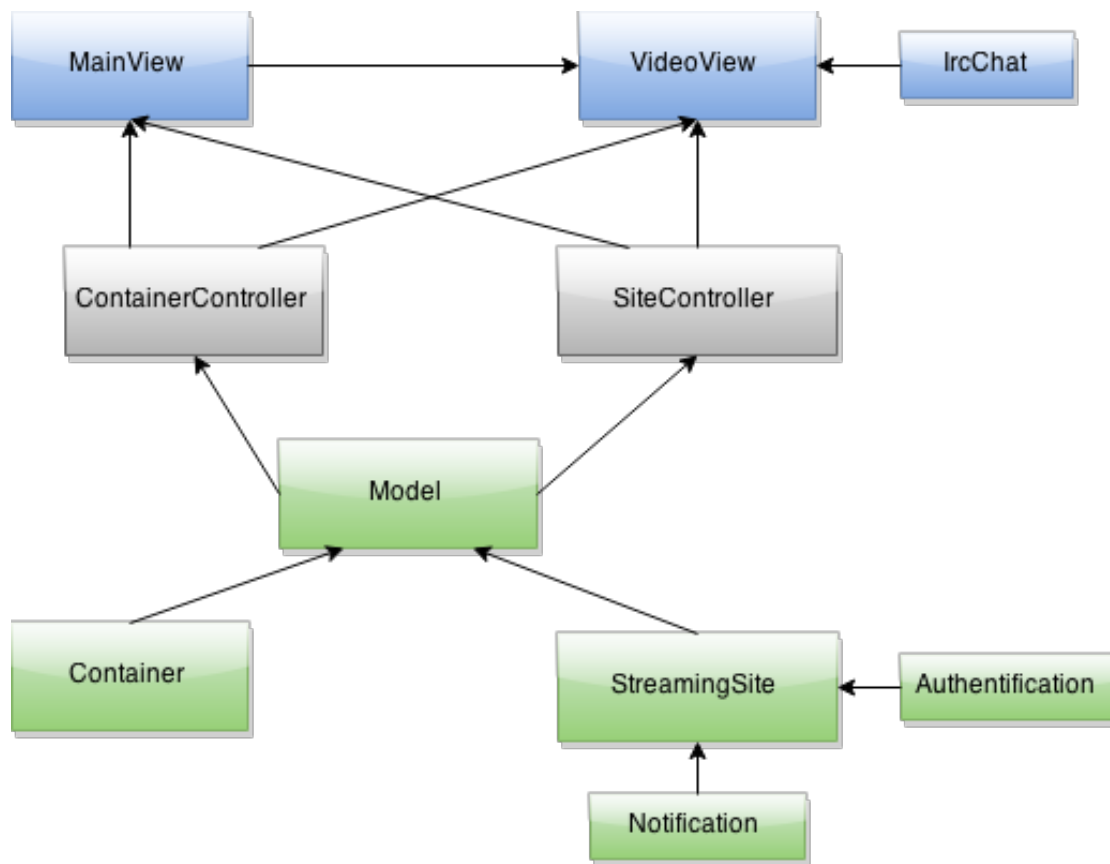 MainView
VideoView
IrcChat
ContainerController
SiteController
Model
Container
StreamingSite
Authentification
Notification